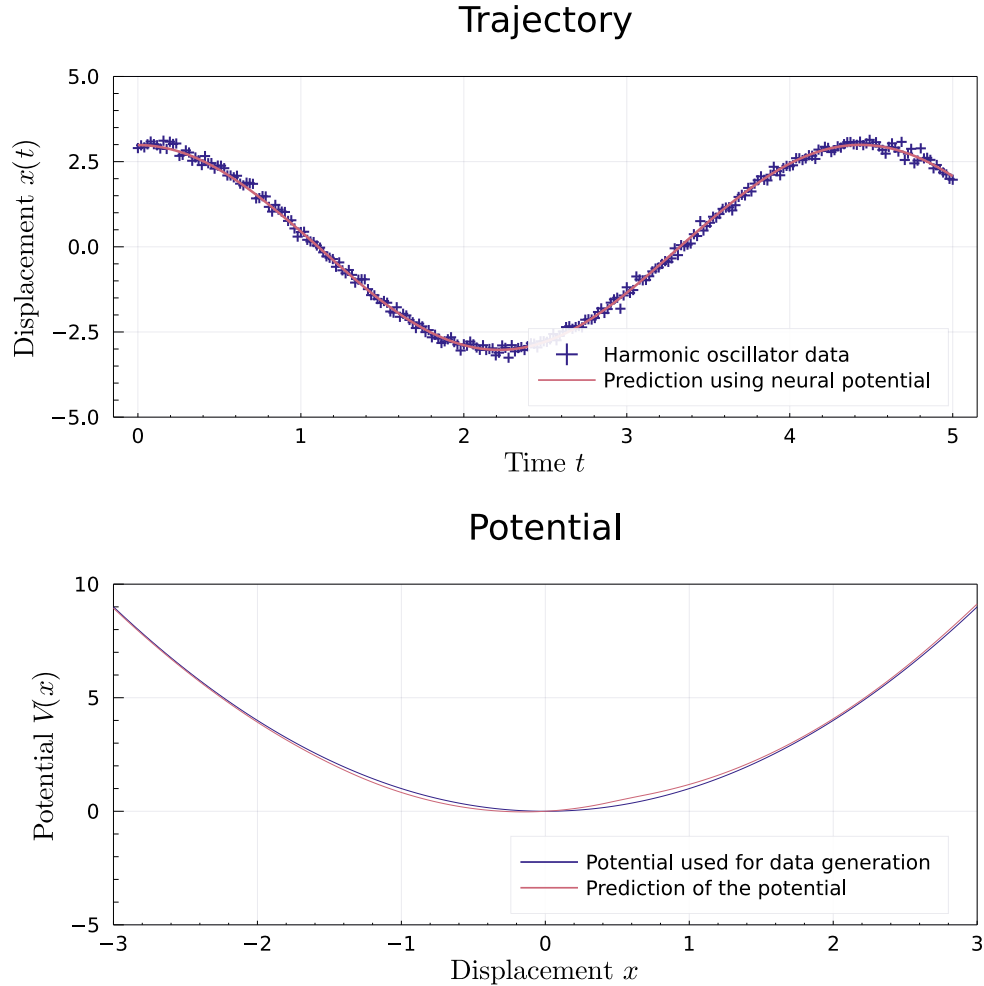 Trajectory
5.0
2.5
0.0
−2.5
−5.0
Displacement x(t)
Harmonic oscillator data
Prediction using neural potential
0 1 2 3 4 5
Time t
Potential
10
5
0
−5
Potential V(x)
Potential used for data generation
Prediction of the potential
−3 −2 −1 0 1 2 3
Displacement x